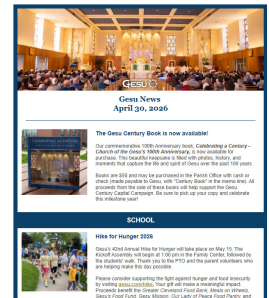 GESU
Gesu News
April 30, 2026
The Gesu Century Book is now available!
Our commemorative 100th Anniversary book, Celebrating a Century -
Church of the Gesu's 100th Anniversary, is now available for
purchase. This beautiful keepsake is filled with photos, history, and
moments that capture the life and spirit of Gesu over the past 100 years.
Books are $50 and may be purchased in the Parish Office with cash or
check (made payable to Gesu, with "Century Book" in the memo line). All
proceeds from the sale of these books will help support the Gesu
Century Capital Campaign. Be sure to pick up your copy and celebrate
this milestone year!
SCHOOL
Hike for Hunger 2026
Gesu's 42nd Annual Hike for Hunger will take place on May 15. The
Kickoff Assembly will begin at 1:00 pm in the Family Center, followed by
the students' walk. Thank you to the PTO and the parent volunteers who
are helping make this day possible.
Please consider supporting the fight against hunger and food insecurity
by visiting gesu.com/hike. Your gift will make a meaningful impact.
Proceeds benefit the Greater Cleveland Food Bank, Meals on Wheels,
Gesu's Food Fund, Gesu Mission, Our Lady of Peace Food Pantry, and